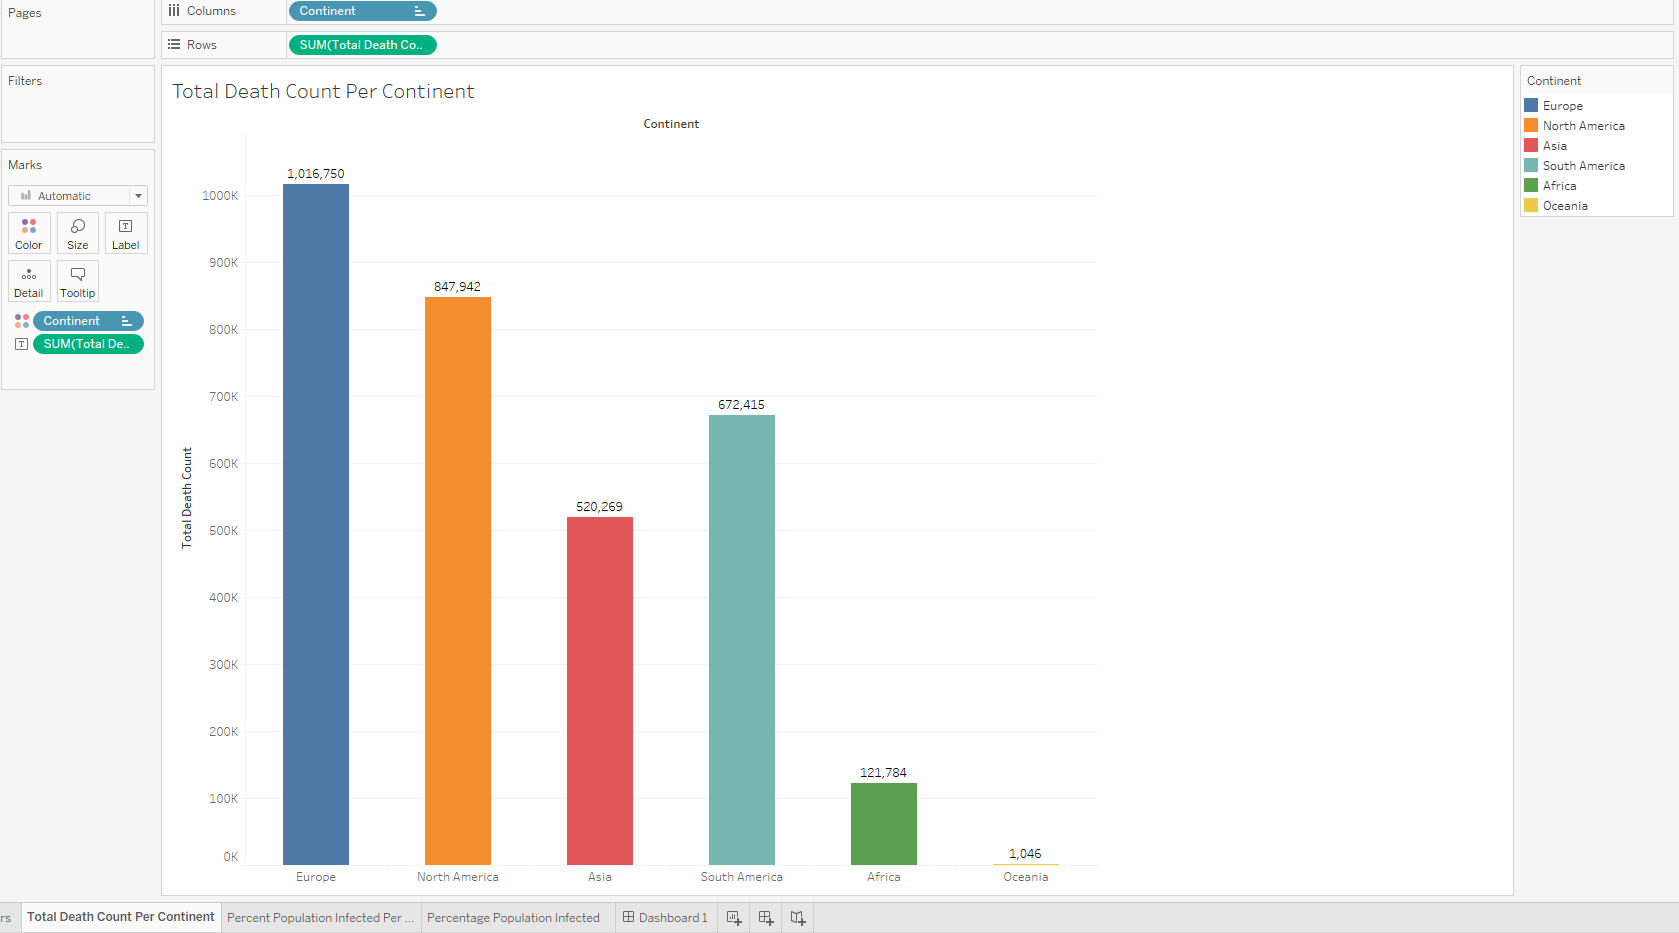 Pages
Columns
Continent
Rows
SUM(Total Death Co..
Filters
Marks
Automatic
Color
Size
Label
Detail
Tooltip
Continent
SUM(Total De..
Total Death Count Per Continent
Continent
Total Death Count
1000K
900K
800K
700K
600K
500K
400K
300K
200K
100K
0K
1,016,750
847,942
520,269
672,415
121,784
1,046
Europe
North America
Asia
South America
Africa
Oceania
Continent
Europe
North America
Asia
South America
Africa
Oceania
rs
Total Death Count Per Continent
Percent Population Infected Per ...
Percentage Population Infected
Dashboard 1